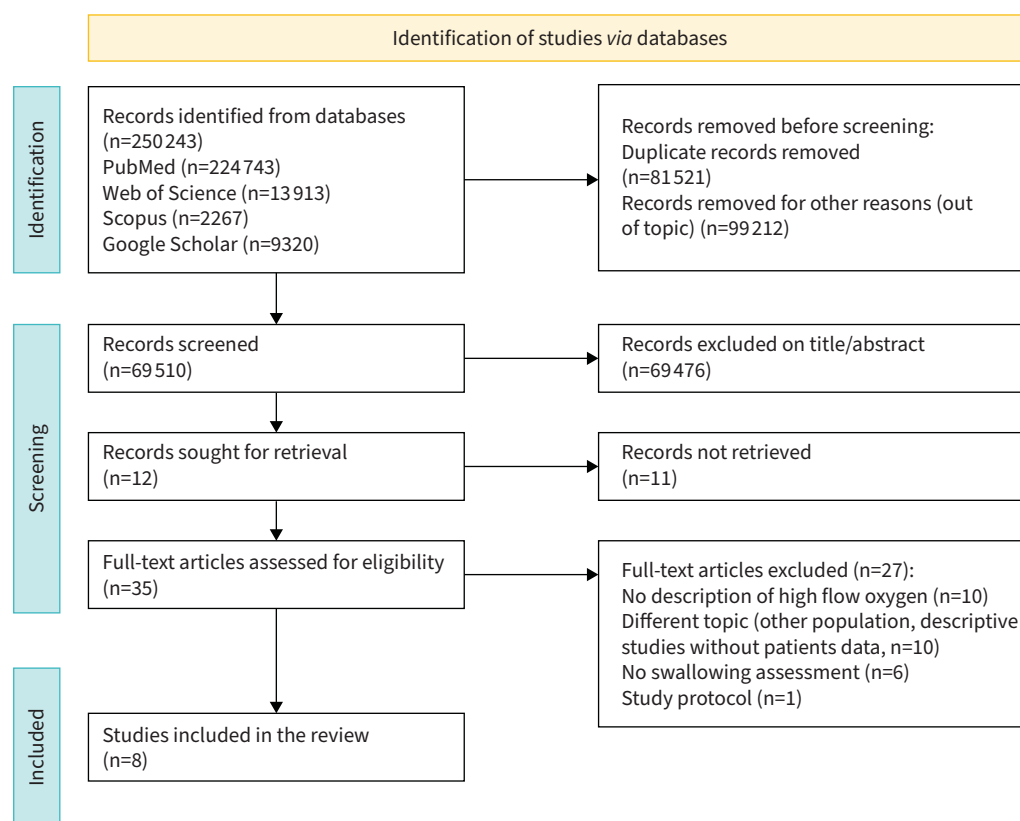 Identification of studies via databases
Identification
Records identified from databases
(n=250 243)
PubMed (n=224 743)
Web of Science (n=13 913)
Scopus (n=2267)
Google Scholar (n=9320)
Records removed before screening:
Duplicate records removed
(n=81 521)
Records removed for other reasons (out
of topic) (n=99 212)
Screening
Records screened
(n=69 510)
Records excluded on title/abstract
(n=69 476)
Records sought for retrieval
(n=12)
Records not retrieved
(n=11)
Full-text articles assessed for eligibility
(n=35)
Full-text articles excluded (n=27):
No description of high flow oxygen (n=10)
Different topic (other population, descriptive
studies without patients data, n=10)
No swallowing assessment (n=6)
Study protocol (n=1)
Included
Studies included in the review
(n=8)